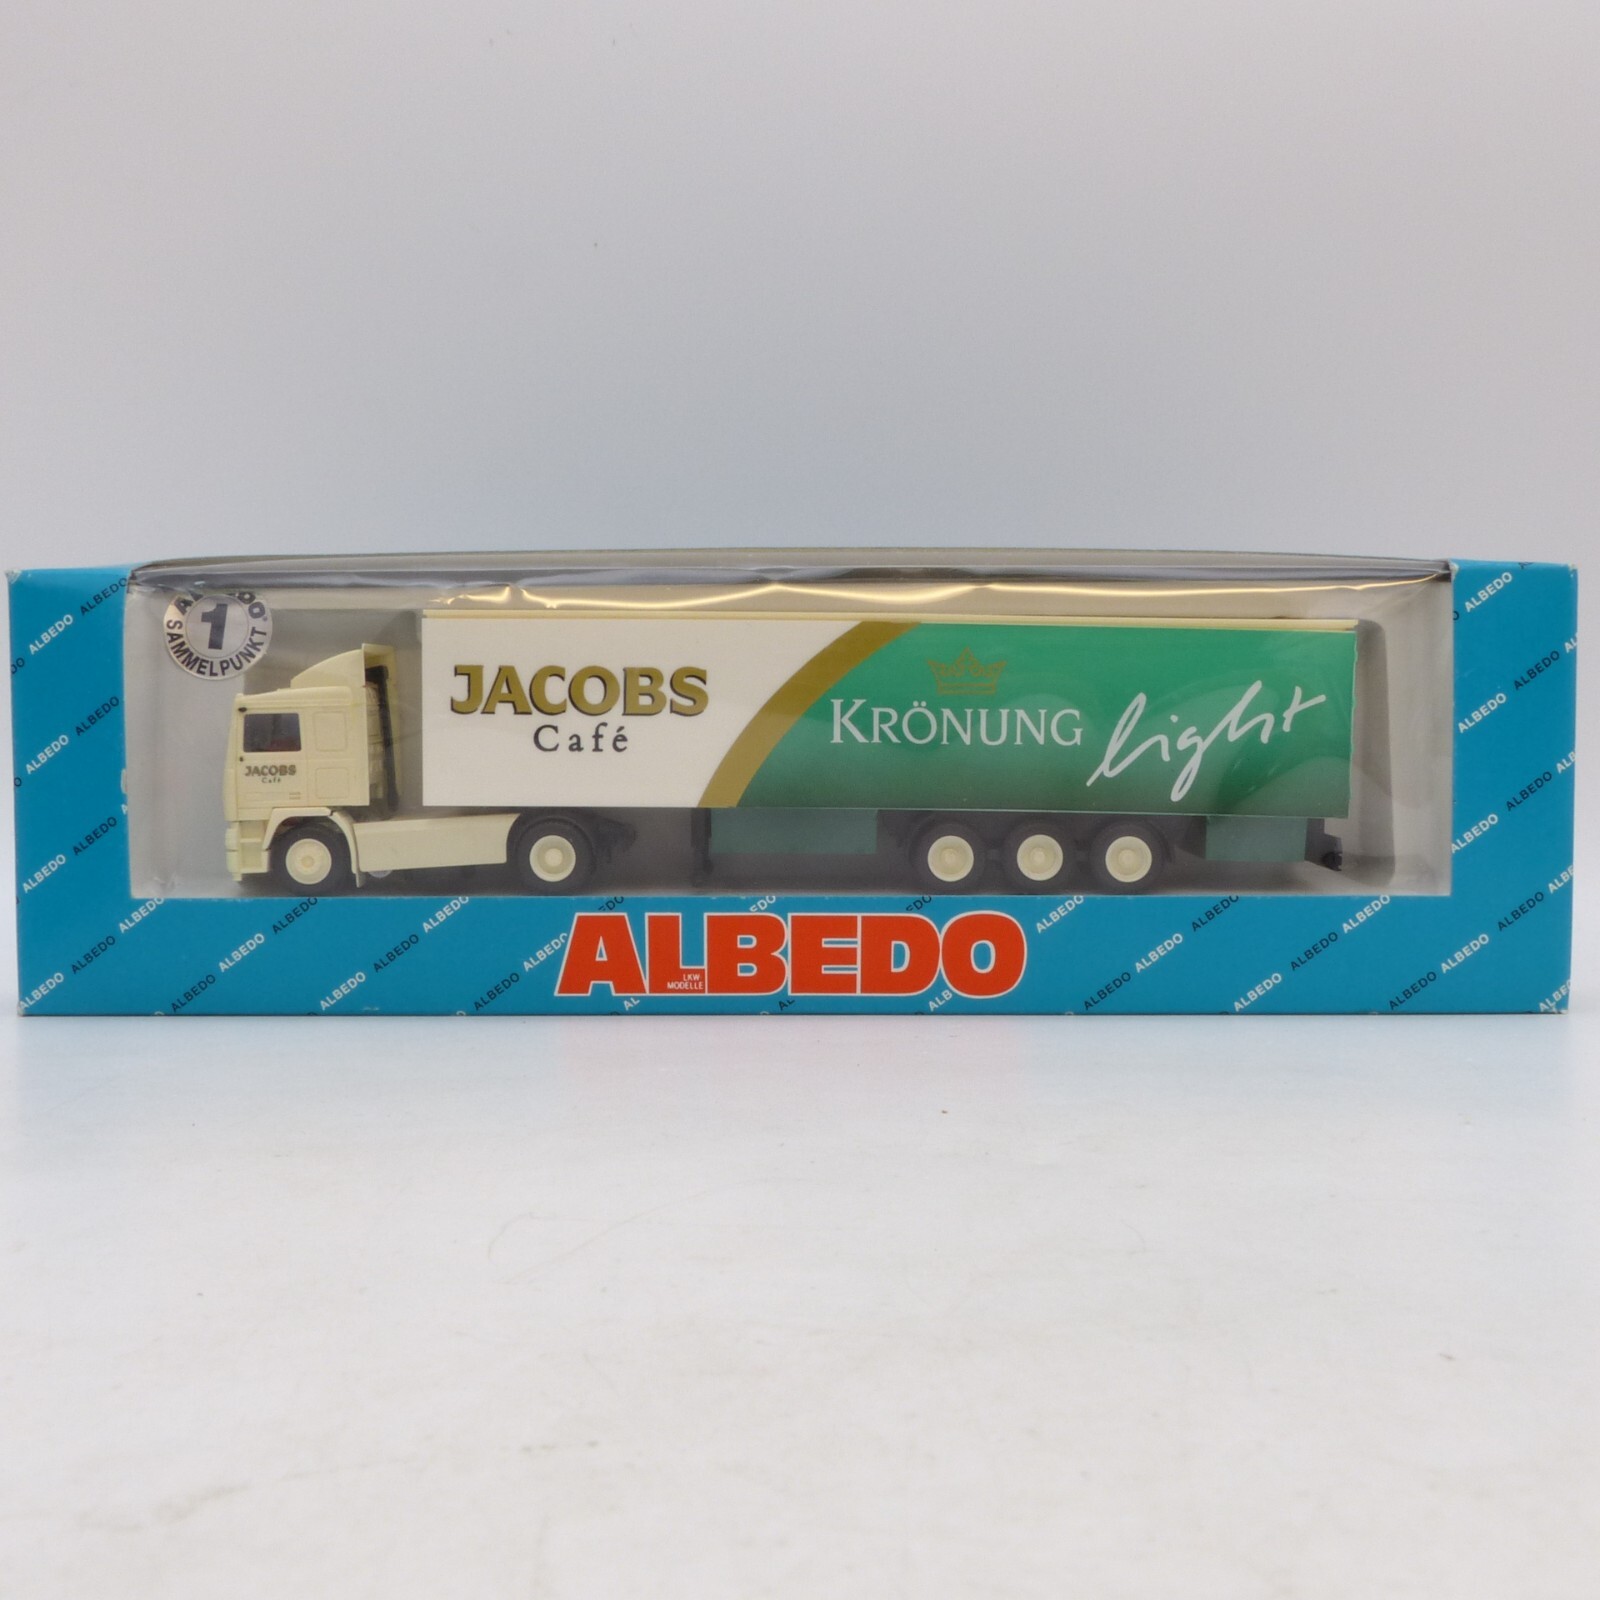 ALBEDO
1
SAMMELPUNKT
JACOBS
Café
KRÖNUNG
light
JACOBS
Café
ALBEDO
LKW
MODELLE